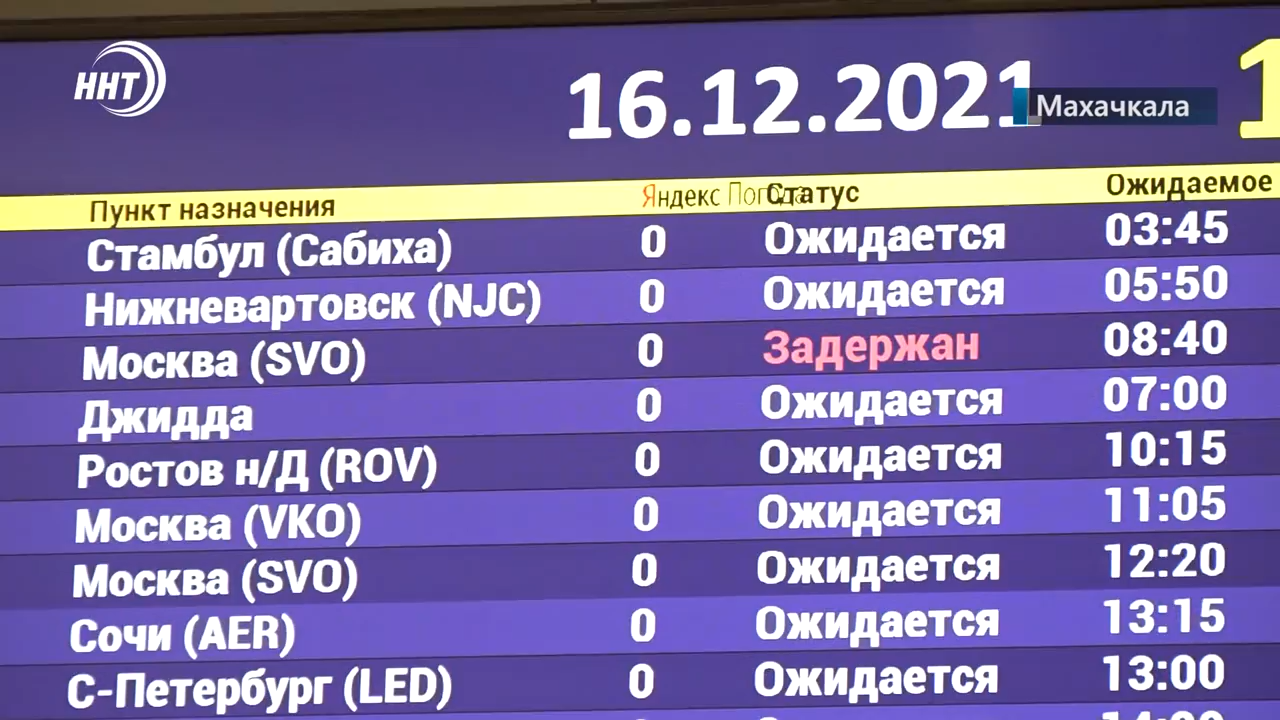 ННТ
16.12.2021
Махачкала
Пункт назначения Яндекс Погода Статус Ожидаемое
Стамбул (Сабиха) 0 Ожидается 03:45
Нижневартовск (NJC) 0 Ожидается 05:50
Москва (SVO) 0 Задержан 08:40
Джидда 0 Ожидается 07:00
Ростов н/Д (ROV) 0 Ожидается 10:15
Москва (VKO) 0 Ожидается 11:05
Москва (SVO) 0 Ожидается 12:20
Сочи (AER) 0 Ожидается 13:15
С-Петербург (LED) 0 Ожидается 13:00